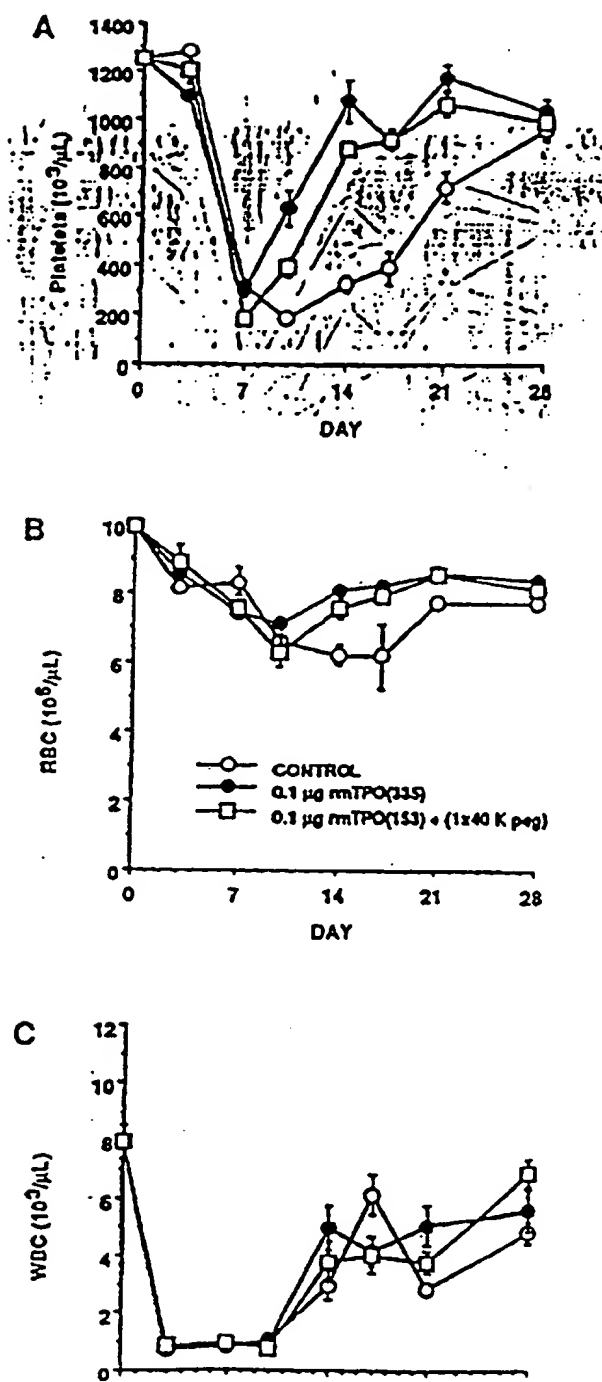 A
Platelets (10³/µL)
1400
1200
1000
800
600
400
200
0
0 7 14 21 28
DAY
B
RBC (10⁶/µL)
10
8
6
4
2
0
CONTROL
0.1 µg rmTPO(335)
0.1 µg rmTPO(153) + (1x40 K peg)
0 7 14 21 28
DAY
C
WBC (10³/µL)
12
10
8
6
4
2
0